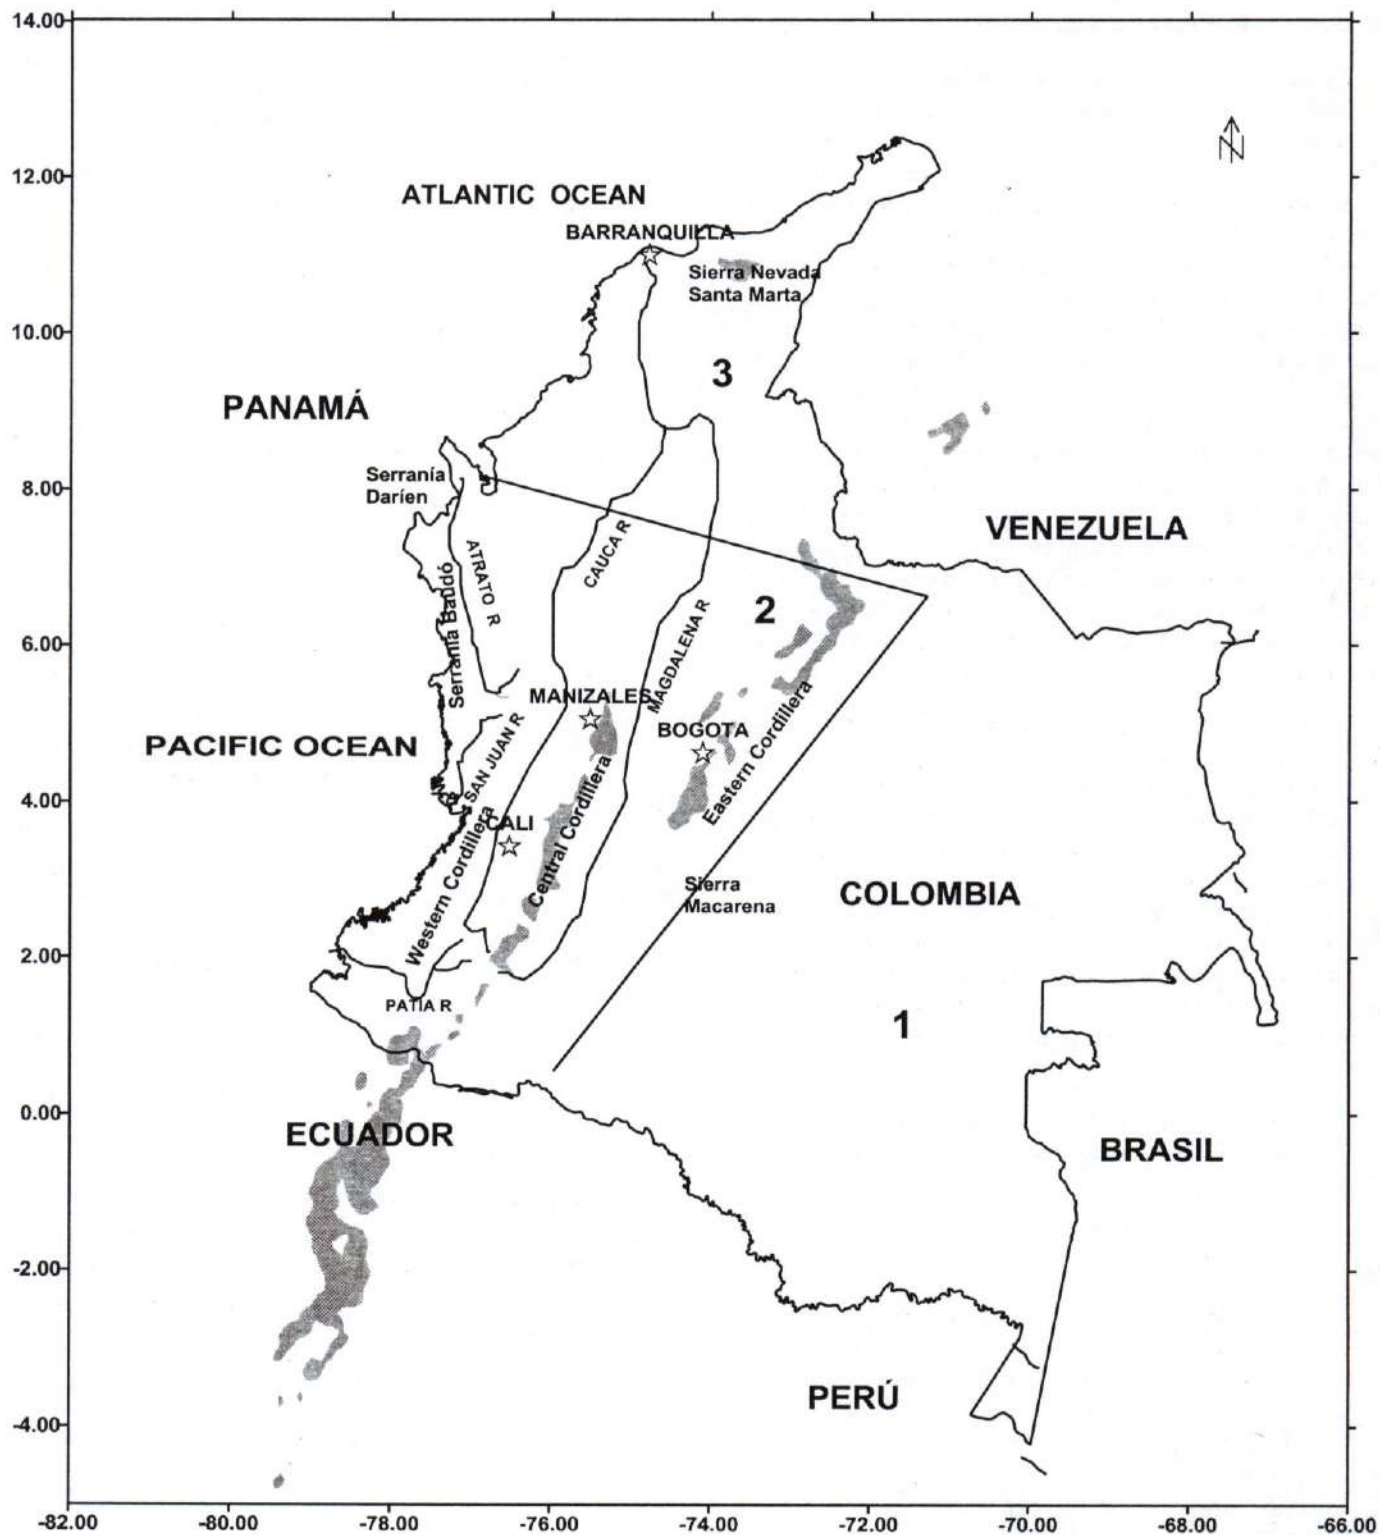 14.00
12.00
10.00
8.00
6.00
4.00
2.00
0.00
-2.00
-4.00
N
ATLANTIC OCEAN
BARRANQUILLA
Sierra Nevada
Santa Marta
3
PANAMÁ
Serranía
Daríen
VENEZUELA
CAUCA R
ATRATO R
Serranía Baudó
2
MAGDALENA R
MANIZALES
BOGOTA
PACIFIC OCEAN
SAN JUAN R
Eastern Cordillera
CALI
Central Cordillera
Western Cordillera
Sierra
Macarena
COLOMBIA
PATIA R
1
ECUADOR
BRASIL
PERÚ
-82.00
-80.00
-78.00
-76.00
-74.00
-72.00
-70.00
-68.00
-66.00